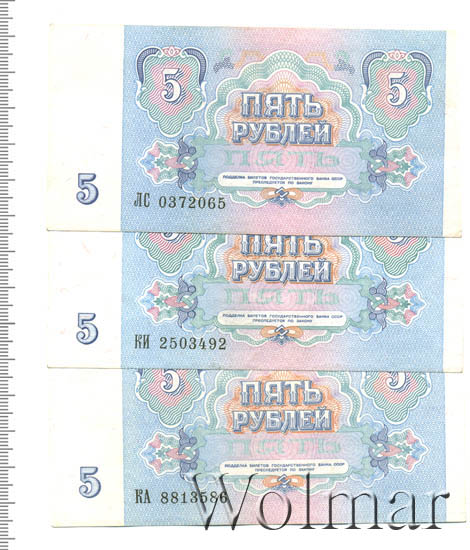 5 5
ПЯТЬ
РУБЛЕЙ
ПОДДЕЛКА БИЛЕТОВ ГОСУДАРСТВЕННОГО БАНКА СССР
ПРЕСЛЕДУЕТСЯ ПО ЗАКОНУ
5
ЛС 0372065
ПЯТЬ
РУБЛЕЙ
ПОДДЕЛКА БИЛЕТОВ ГОСУДАРСТВЕННОГО БАНКА СССР
ПРЕСЛЕДУЕТСЯ ПО ЗАКОНУ
5
КИ 2503492
5 5
ПЯТЬ
РУБЛЕЙ
ПОДДЕЛКА БИЛЕТОВ ГОСУДАРСТВЕННОГО БАНКА СССР
ПРЕСЛЕДУЕТСЯ ПО ЗАКОНУ
5
КА 8813586
Wolmar